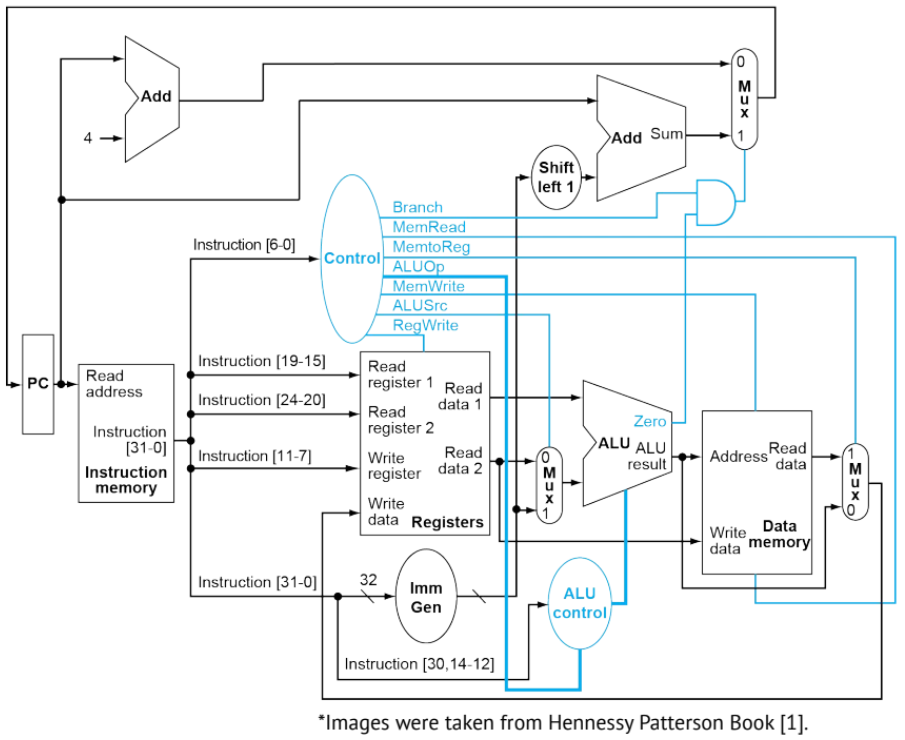 Add
4
Add Sum
0
Mux
1
Shift
left 1
Branch
MemRead
MemtoReg
ALUOp
MemWrite
ALUSrc
RegWrite
Control
Instruction [6-0]
PC
Read
address
Instruction
[31-0]
Instruction
memory
Instruction [19-15]
Instruction [24-20]
Instruction [11-7]
Instruction [31-0]
Read
register 1
Read
register 2
Write
register
Write
data
Read
data 1
Read
data 2
Registers
0
Mux
1
Zero
ALU
ALU
result
Address
Read
data
Write
data
Data
memory
1
Mux
0
32
Imm
Gen
ALU
control
Instruction [30,14-12]
*Images were taken from Hennessy Patterson Book [1].